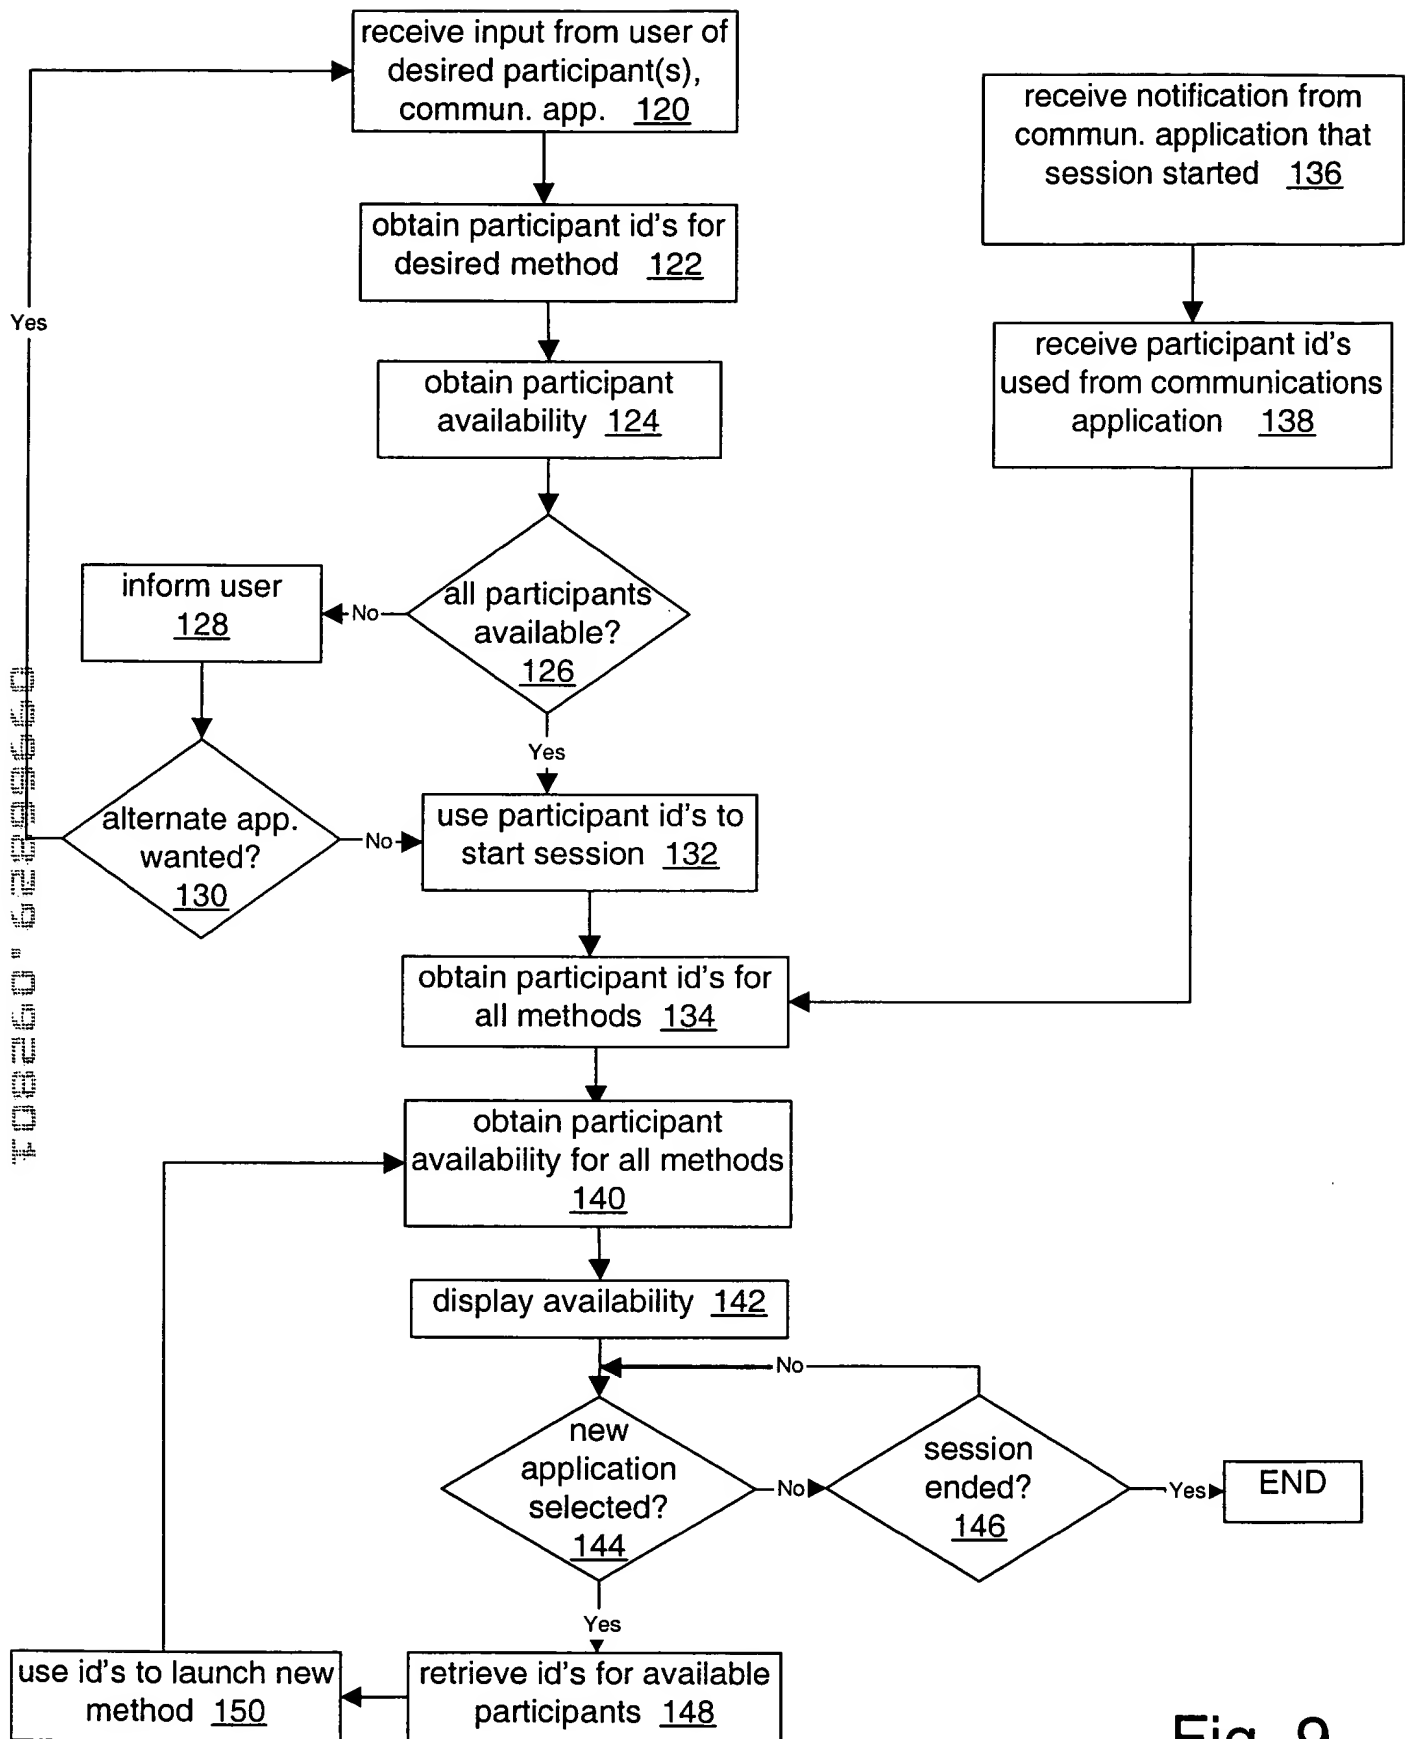 receive input from user of
desired participant(s),
commun. app. 120
receive notification from
commun. application that
session started 136
obtain participant id's for
desired method 122
Yes
receive participant id's
used from communications
application 138
obtain participant
availability 124
inform user
128
No
all participants
available?
126
Yes
alternate app.
wanted?
130
No
use participant id's to
start session 132
obtain participant id's for
all methods 134
obtain participant
availability for all methods
140
display availability 142
No
new
application
selected?
144
No
session
ended?
146
Yes
END
Yes
use id's to launch new
method 150
retrieve id's for available
participants 148
Fig. 9